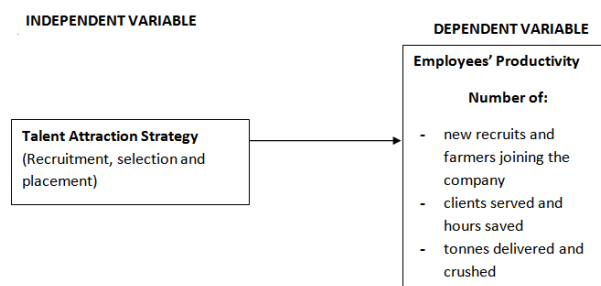 INDEPENDENT VARIABLE
DEPENDENT VARIABLE
Talent Attraction Strategy
(Recruitment, selection and
placement)
Employees’ Productivity
Number of:
- new recruits and
farmers joining the
company
- clients served and
hours saved
- tonnes delivered and
crushed